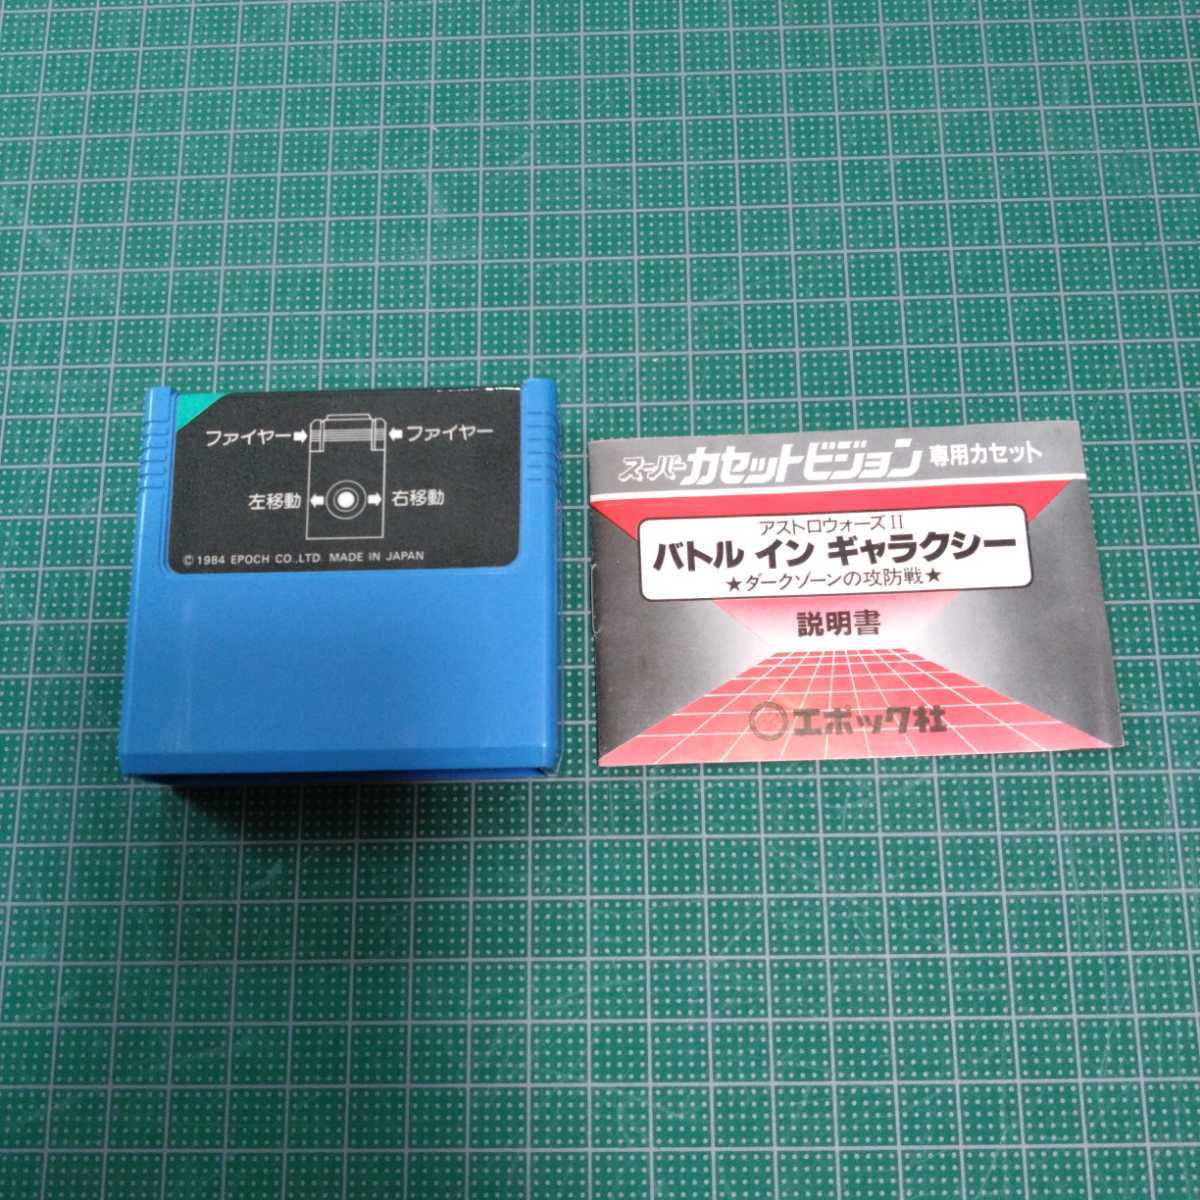 ファイヤー➡ ⬅ファイヤー
左移動⬅ ➡右移動
©1984 EPOCH CO.,LTD. MADE IN JAPAN
スーパーカセットビジョン専用カセット
アストロウォーズII
バトル イン ギャラクシー
★ダークゾーンの攻防戦★
説明書
エポック社